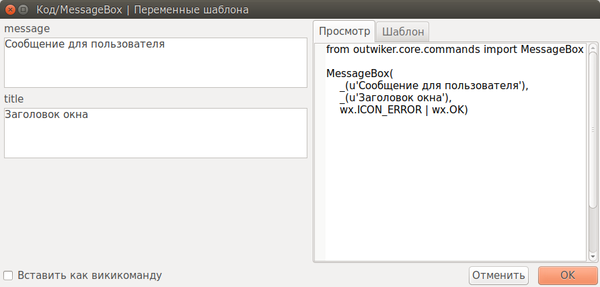 Код/MessageBox | Переменные шаблона
message
Сообщение для пользователя
title
Заголовок окна
Просмотр
Шаблон
from outwiker.core.commands import MessageBox
MessageBox(
_(u'Сообщение для пользователя'),
_(u'Заголовок окна'),
wx.ICON_ERROR | wx.OK)
Вставить как викикоманду
Отменить
OK